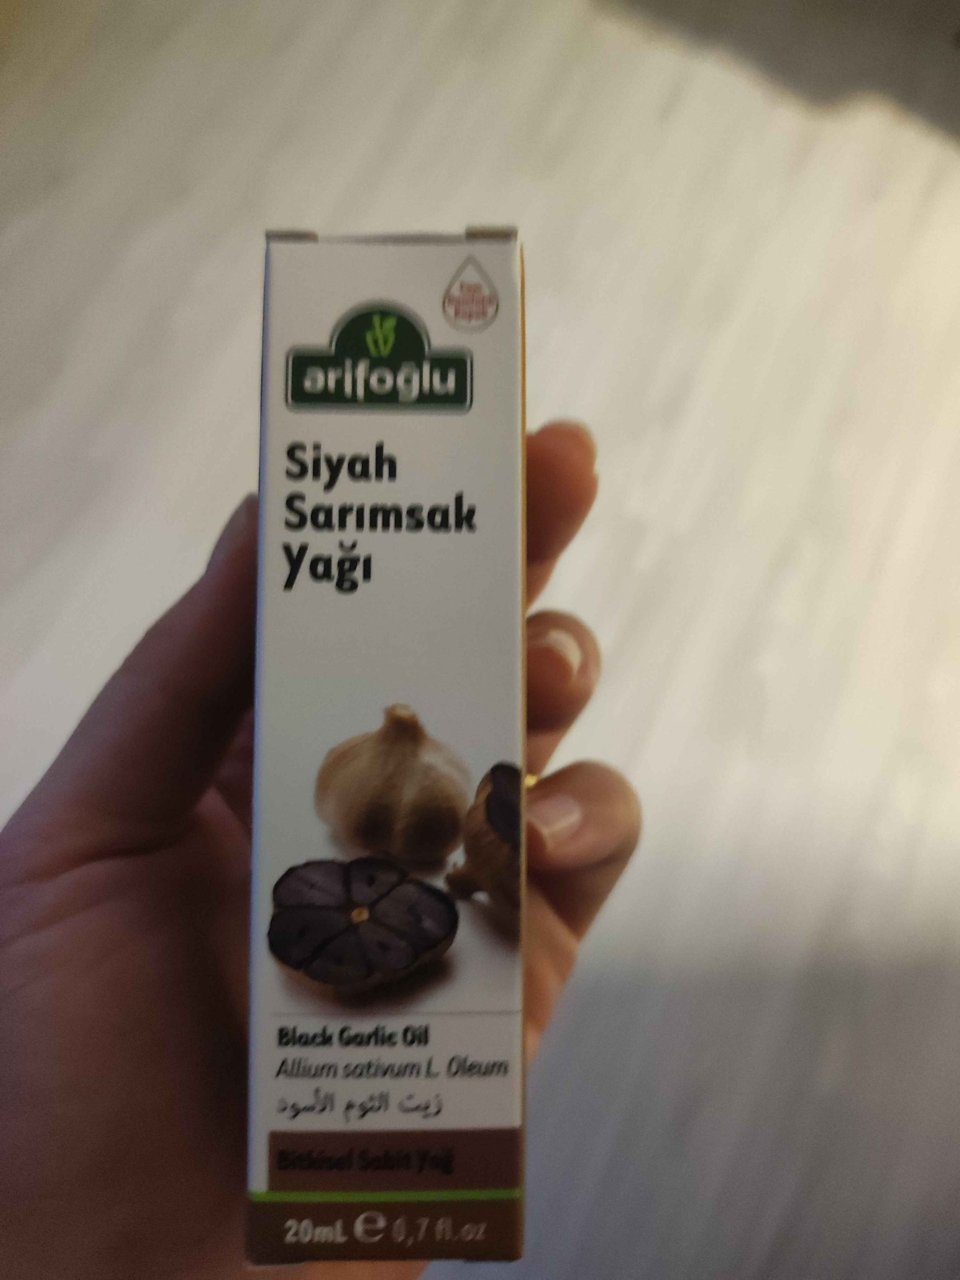 arifoğlu
Siyah
Sarımsak
Yağı
Black Garlic Oil
Allium sativum L. Oleum
زيت الثوم الأسود
Bitkisel Sabit Yağ
20mL e 0,7 fl.oz